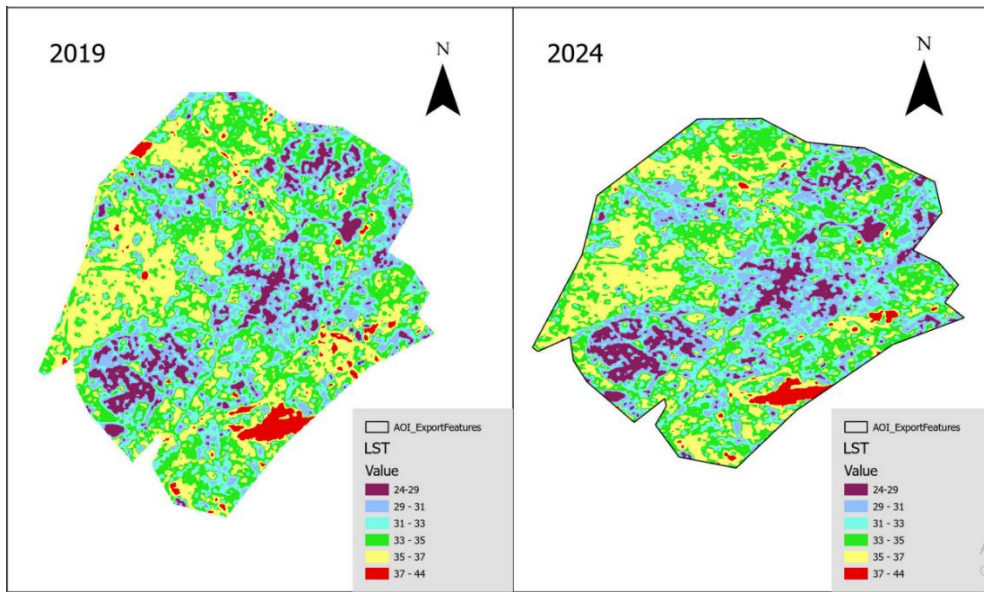 2019
N
AOI_ExportFeatures
LST
Value
24-29
29 - 31
31 - 33
33 - 35
35 - 37
37 - 44
2024
N
AOI_ExportFeatures
LST
Value
24-29
29 - 31
31 - 33
33 - 35
35 - 37
37 - 44